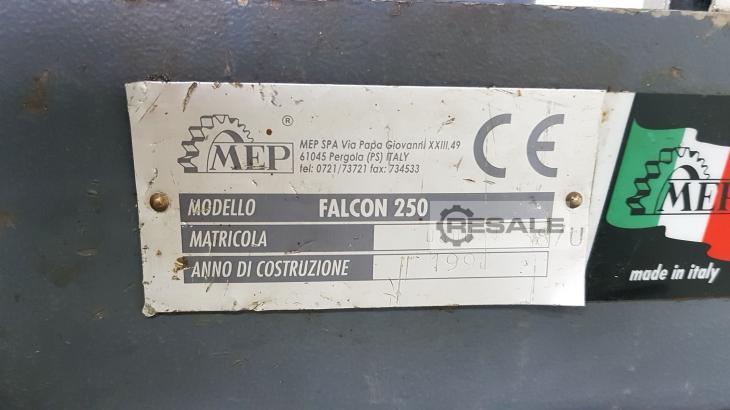 MEP ®
MEP SPA Via Papa Giovanni XXIII,49
61045 Pergola (PS) ITALY
tel: 0721/73721 fax: 734533
CE
MODELLO FALCON 250
MATRICOLA
ANNO DI COSTRUZIONE
RESALE
MEP
made in italy